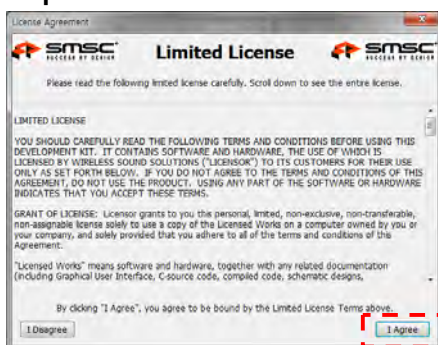 License Agreement
smsc
SUCCESS BY DESIGN
Limited License
smsc
SUCCESS BY DESIGN
Please read the following limited license carefully. Scroll down to see the entire license.
LIMITED LICENSE
YOU SHOULD CAREFULLY READ THE FOLLOWING TERMS AND CONDITIONS BEFORE USING THIS
DEVELOPMENT KIT. IT CONTAINS SOFTWARE AND HARDWARE, THE USE OF WHICH IS
LICENSED BY WIRELESS SOUND SOLUTIONS ("LICENSOR") TO ITS CUSTOMERS FOR THEIR USE
ONLY AS SET FORTH BELOW. IF YOU DO NOT AGREE TO THE TERMS AND CONDITIONS OF THIS
AGREEMENT, DO NOT USE THE PRODUCT. USING ANY PART OF THE SOFTWARE OR HARDWARE
INDICATES THAT YOU ACCEPT THESE TERMS.
GRANT OF LICENSE: Licensor grants to you this personal, limited, non-exclusive, non-transferable,
non-assignable license solely to use a copy of the Licensed Works on a computer owned by you or
your company, and solely provided that you adhere to all of the terms and conditions of this
Agreement.
"Licensed Works" means software and hardware, together with any related documentation
(including Graphical User Interface, C-source code, compiled code, schematic designs,
By clicking "I Agree", you agree to be bound by the Limited License Terms above.
I Disagree
I Agree